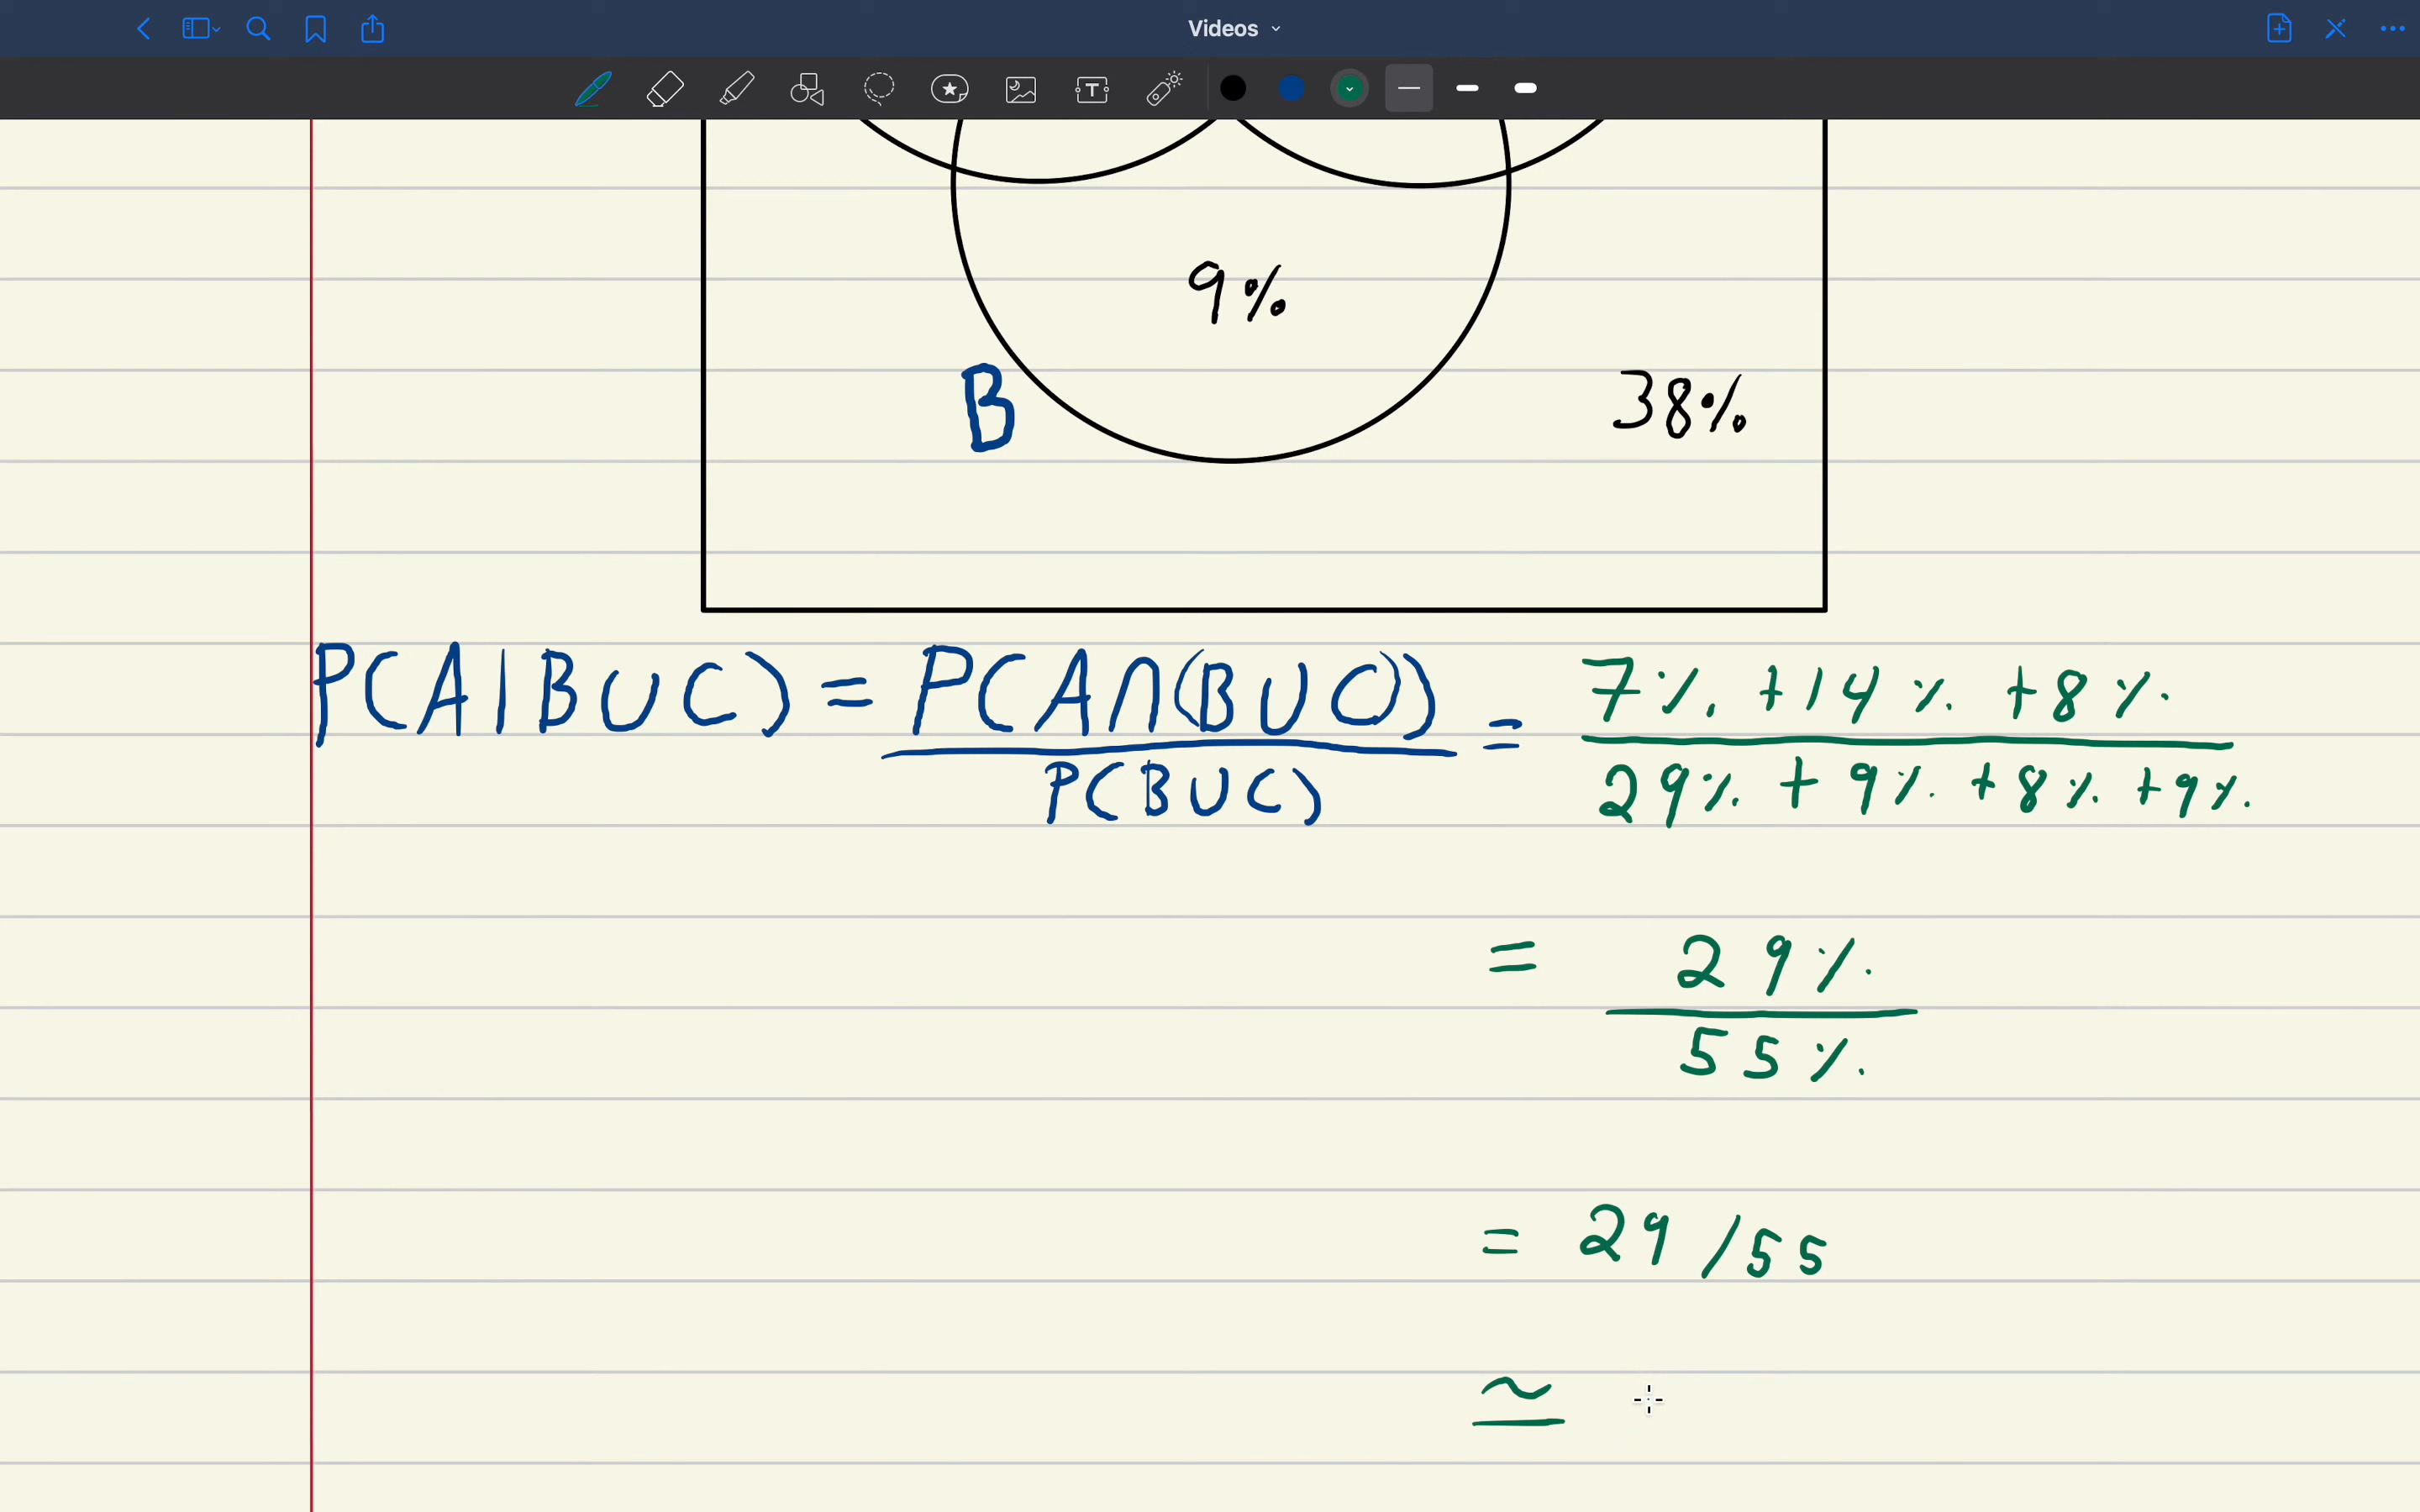 Videos
9%
B
38%
P(A|B∪C) = P(A∩(B∪C)) / P(B∪C) = 7% + 14% + 8% / 29% + 9% + 8% + 9%
= 29% / 55%
= 29/55
≃